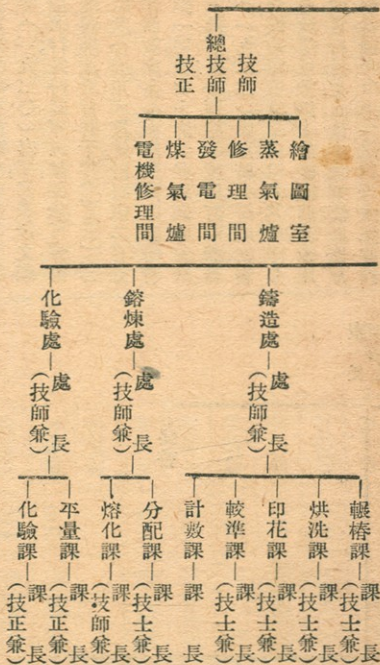 技師
總技師
技正
繪圖室
蒸氣爐
修理間
發電間
煤氣爐
電機修理間
鑄造處 處長(技師兼)
鎔煉處 處長(技師兼)
化驗處 處長(技師兼)
輾樁課 課長(技士兼)
烘洗課 課長(技士兼)
印花課 課長(技士兼)
較準課 課長(技士兼)
計數課 課長
分配課 課長(技士兼)
熔化課 課長(技師兼)
平量課 課長(技正兼)
化驗課 課長(技正兼)